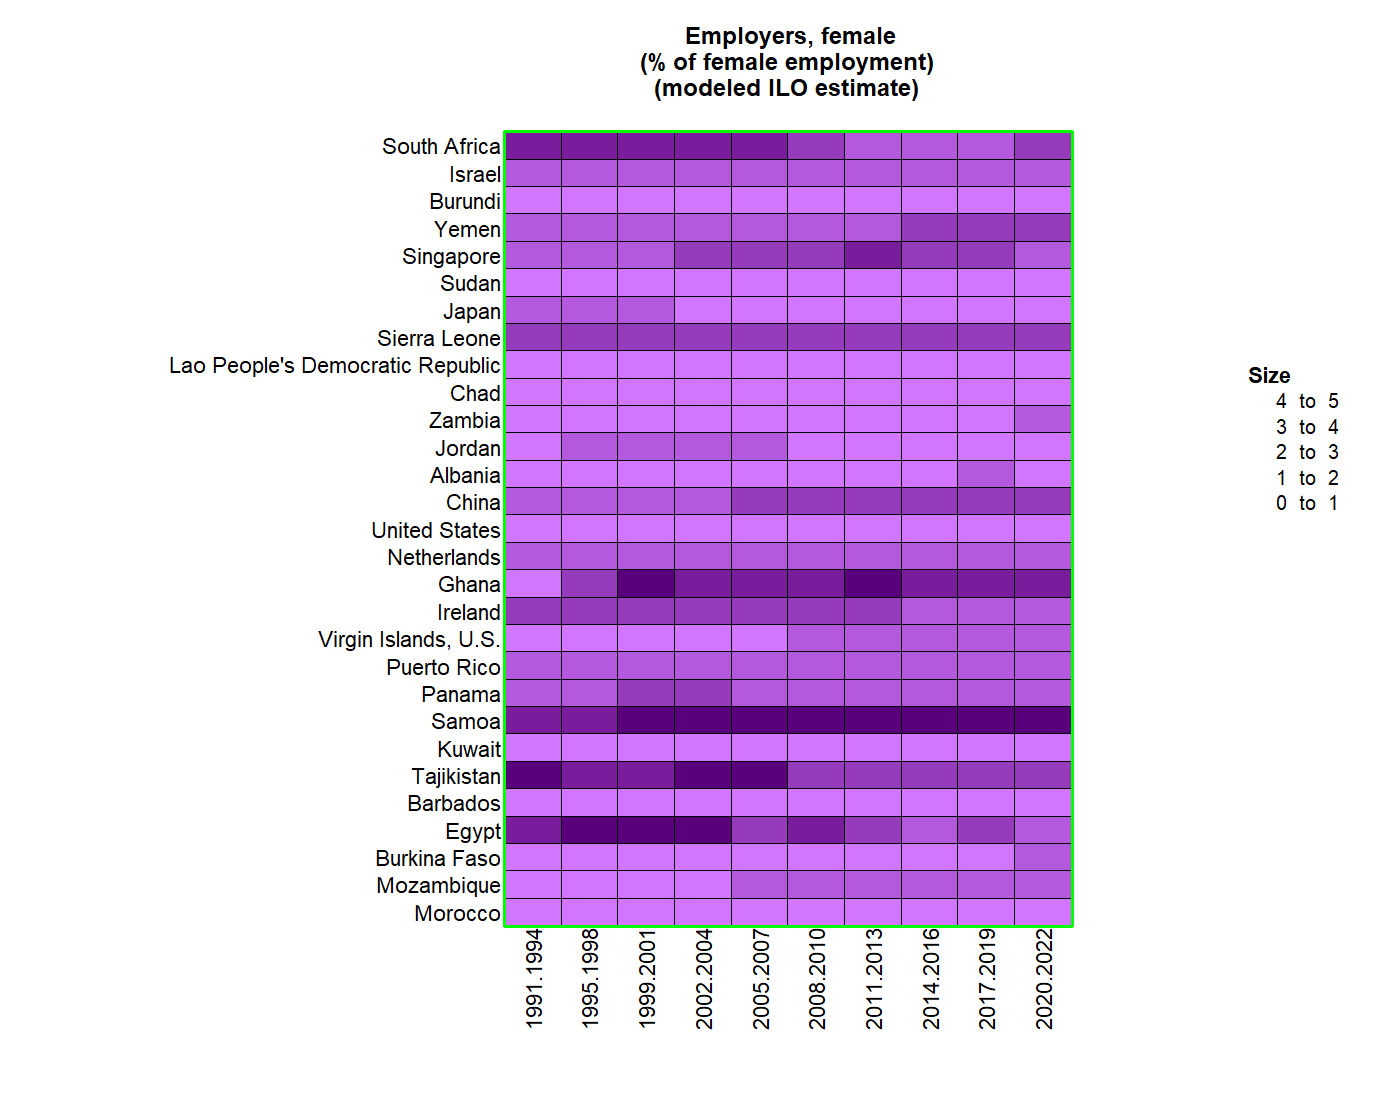 Employers, female
(% of female employment)
(modeled ILO estimate)
South Africa
Israel
Burundi
Yemen
Singapore
Sudan
Japan
Sierra Leone
Lao People's Democratic Republic
Chad
Zambia
Jordan
Albania
China
United States
Netherlands
Ghana
Ireland
Virgin Islands, U.S.
Puerto Rico
Panama
Samoa
Kuwait
Tajikistan
Barbados
Egypt
Burkina Faso
Mozambique
Morocco
1991.1994
1995.1998
1999.2001
2002.2004
2005.2007
2008.2010
2011.2013
2014.2016
2017.2019
2020.2022
Size
4 to 5
3 to 4
2 to 3
1 to 2
0 to 1